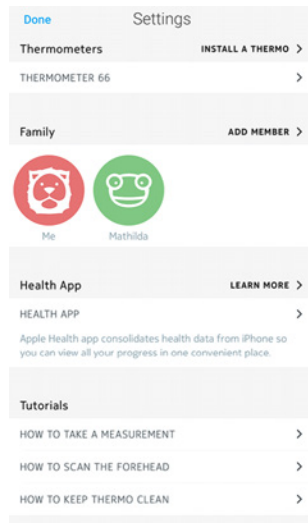 Done Settings
Thermometers INSTALL A THERMO >
THERMOMETER 66 >
Family ADD MEMBER >
Me Mathilda
Health App LEARN MORE >
HEALTH APP >
Apple Health app consolidates health data from iPhone so
you can view all your progress in one convenient place.
Tutorials
HOW TO TAKE A MEASUREMENT >
HOW TO SCAN THE FOREHEAD >
HOW TO KEEP THERMO CLEAN >